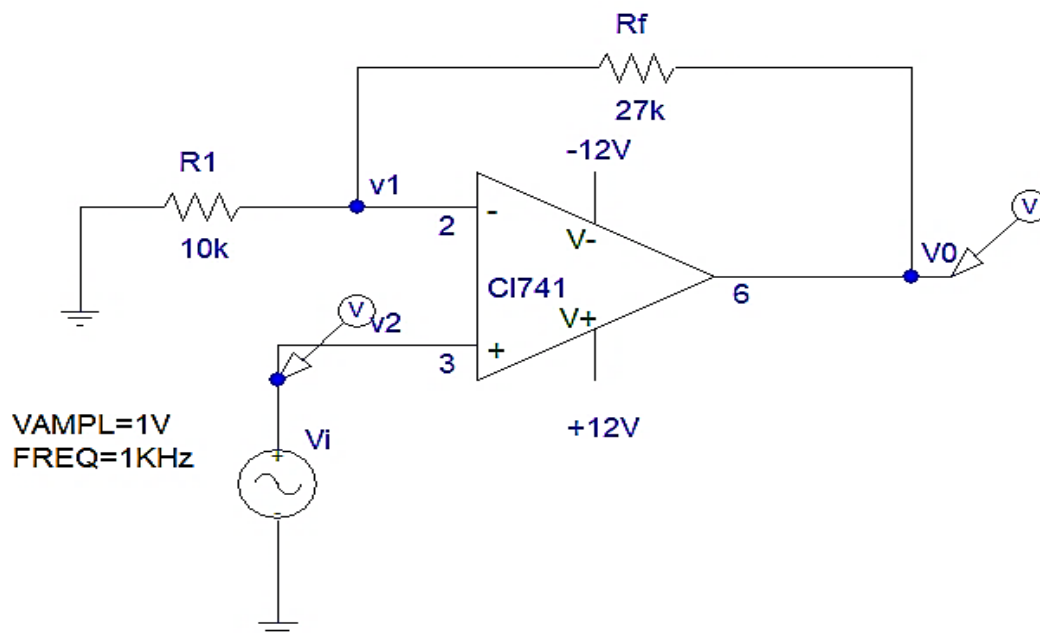 Rf
27k
-12V
R1
v1
-
2
10k
V-
V0
V
CI741
6
V
v2
V+
3
+
VAMPL=1V
FREQ=1KHz
Vi
+12V
+
-